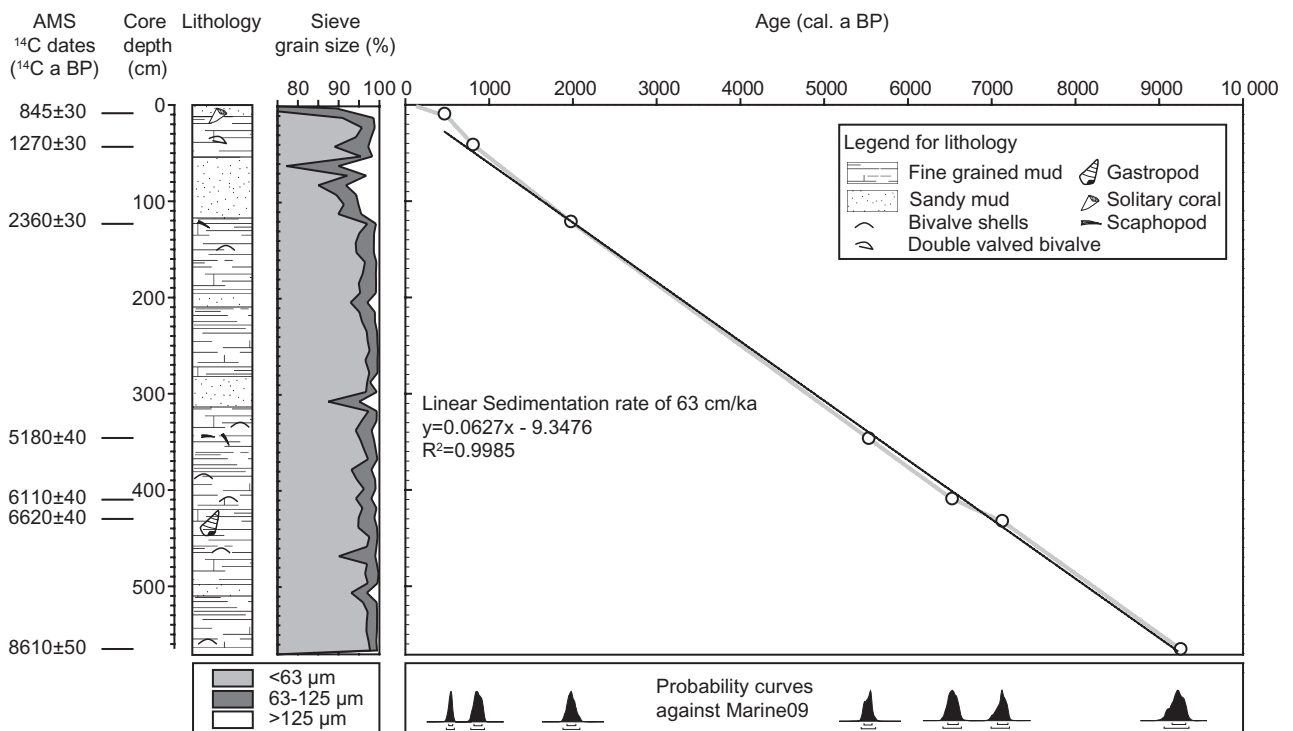 AMS
¹⁴C dates
(¹⁴C a BP)
Core
depth
(cm)
Lithology
Sieve
grain size (%)
Age (cal. a BP)
80 90 100
0 1000 2000 3000 4000 5000 6000 7000 8000 9000 10 000
0
100
200
300
400
500
845±30
1270±30
2360±30
5180±40
6110±40
6620±40
8610±50
Legend for lithology
Fine grained mud
Sandy mud
Bivalve shells
Double valved bivalve
Gastropod
Solitary coral
Scaphopod
Linear Sedimentation rate of 63 cm/ka
y=0.0627x - 9.3476
R²=0.9985
<63 µm
63-125 µm
>125 µm
Probability curves
against Marine09